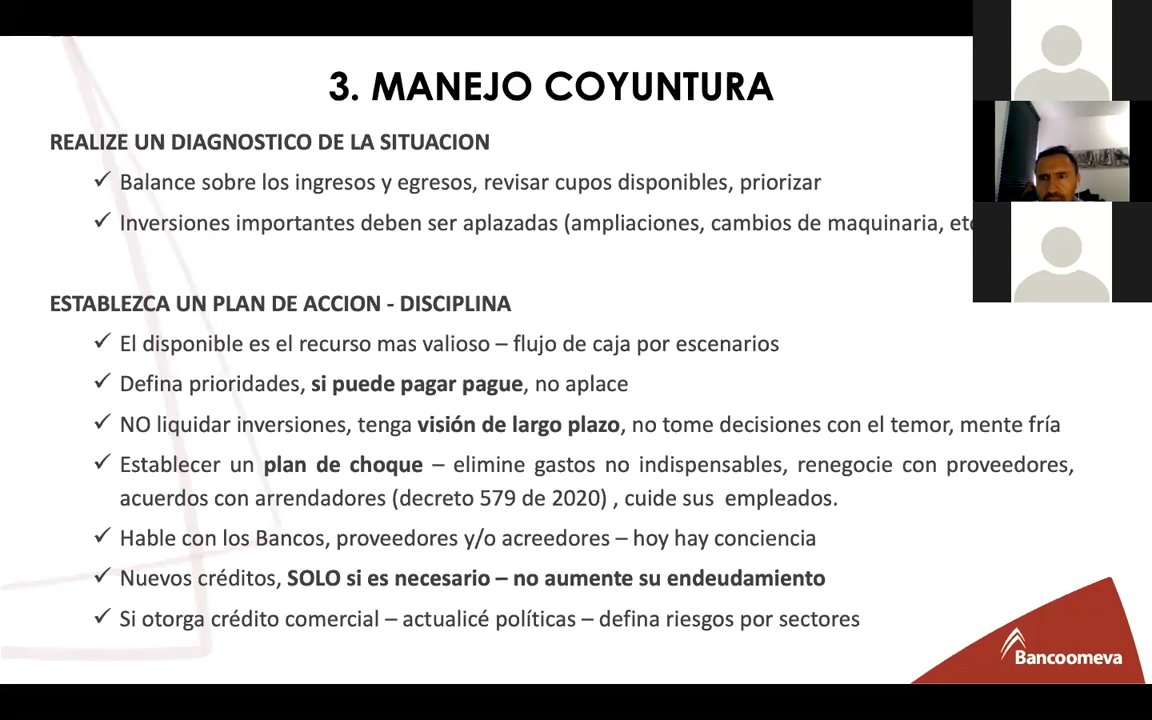 3. MANEJO COYUNTURA
REALIZE UN DIAGNOSTICO DE LA SITUACION
✓ Balance sobre los ingresos y egresos, revisar cupos disponibles, priorizar
✓ Inversiones importantes deben ser aplazadas (ampliaciones, cambios de maquinaria, etc
ESTABLEZCA UN PLAN DE ACCION - DISCIPLINA
✓ El disponible es el recurso mas valioso – flujo de caja por escenarios
✓ Defina prioridades, si puede pagar pague, no aplace
✓ NO liquidar inversiones, tenga visión de largo plazo, no tome decisiones con el temor, mente fría
✓ Establecer un plan de choque – elimine gastos no indispensables, renegocie con proveedores,
acuerdos con arrendadores (decreto 579 de 2020) , cuide sus empleados.
✓ Hable con los Bancos, proveedores y/o acreedores – hoy hay conciencia
✓ Nuevos créditos, SOLO si es necesario – no aumente su endeudamiento
✓ Si otorga crédito comercial – actualicé políticas – defina riesgos por sectores
Bancoomeva